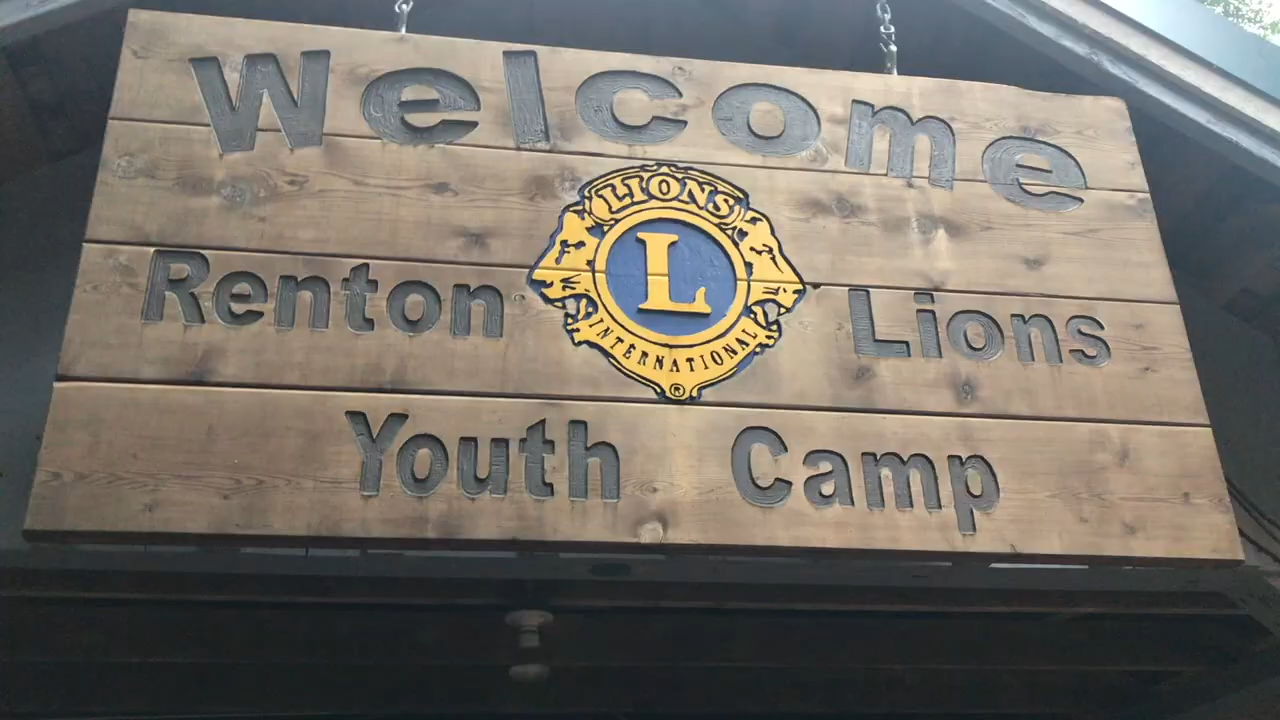 Welcome
LIONS
L
INTERNATIONAL
®
Renton Lions
Youth Camp